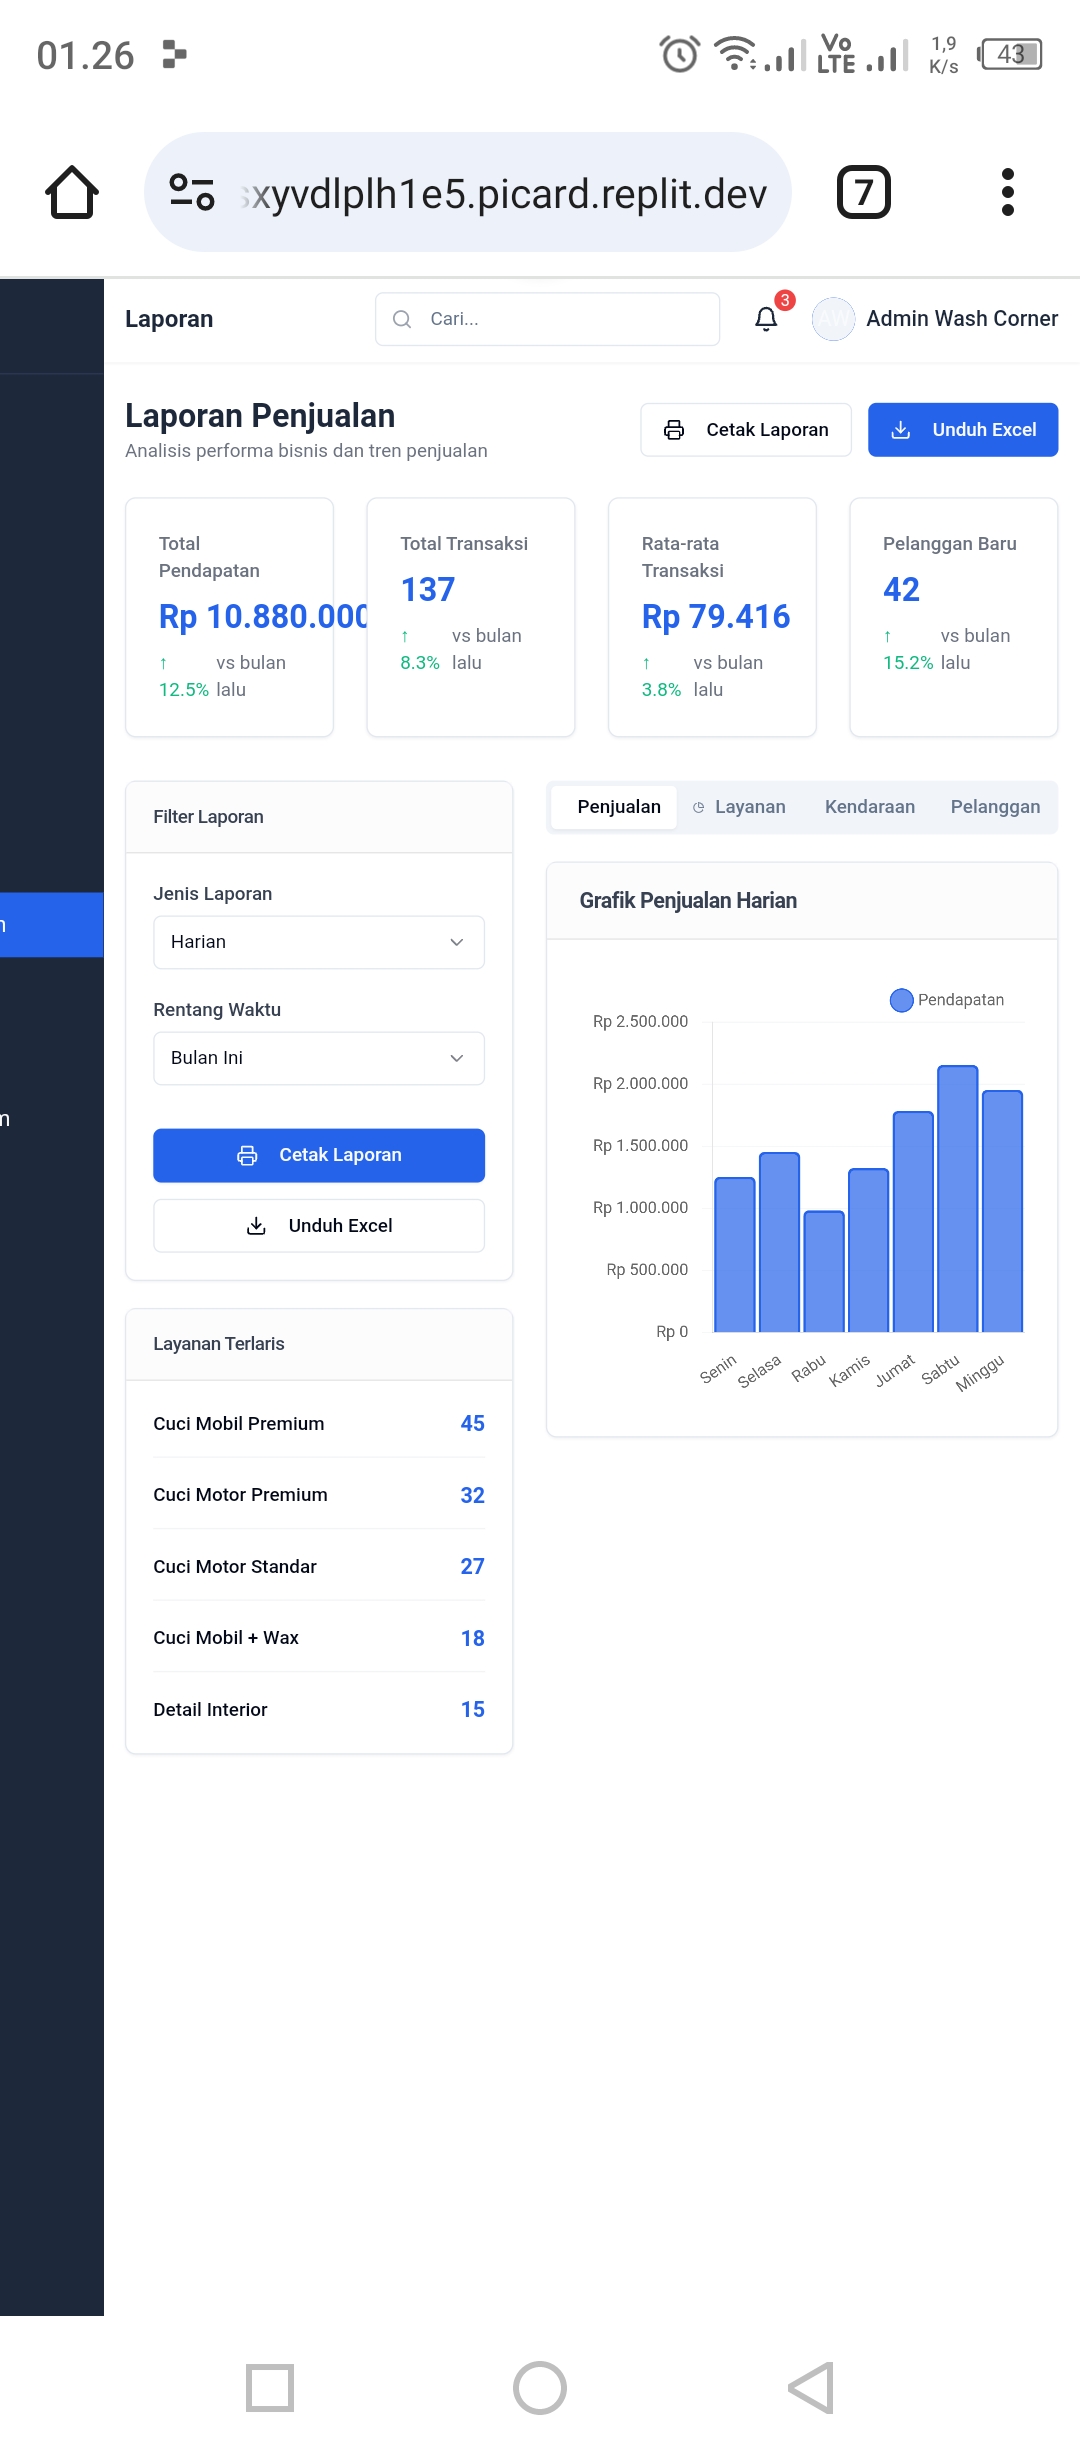 01.26
Vo
LTE
1,9
K/s
43
xyvdlplh1e5.picard.replit.dev
7
Laporan
Cari...
3
AW
Admin Wash Corner
Laporan Penjualan
Analisis performa bisnis dan tren penjualan
Cetak Laporan
Unduh Excel
Total
Pendapatan
Rp 10.880.000
↑
12.5%
vs bulan
lalu
Total Transaksi
137
↑
8.3%
vs bulan
lalu
Rata-rata
Transaksi
Rp 79.416
↑
3.8%
vs bulan
lalu
Pelanggan Baru
42
↑
15.2%
vs bulan
lalu
Filter Laporan
Jenis Laporan
Harian
Rentang Waktu
Bulan Ini
Cetak Laporan
Unduh Excel
Layanan Terlaris
Cuci Mobil Premium 45
Cuci Motor Premium 32
Cuci Motor Standar 27
Cuci Mobil + Wax 18
Detail Interior 15
Penjualan Layanan Kendaraan Pelanggan
Grafik Penjualan Harian
Pendapatan
Rp 2.500.000
Rp 2.000.000
Rp 1.500.000
Rp 1.000.000
Rp 500.000
Rp 0
Senin Selasa Rabu Kamis Jumat Sabtu Minggu